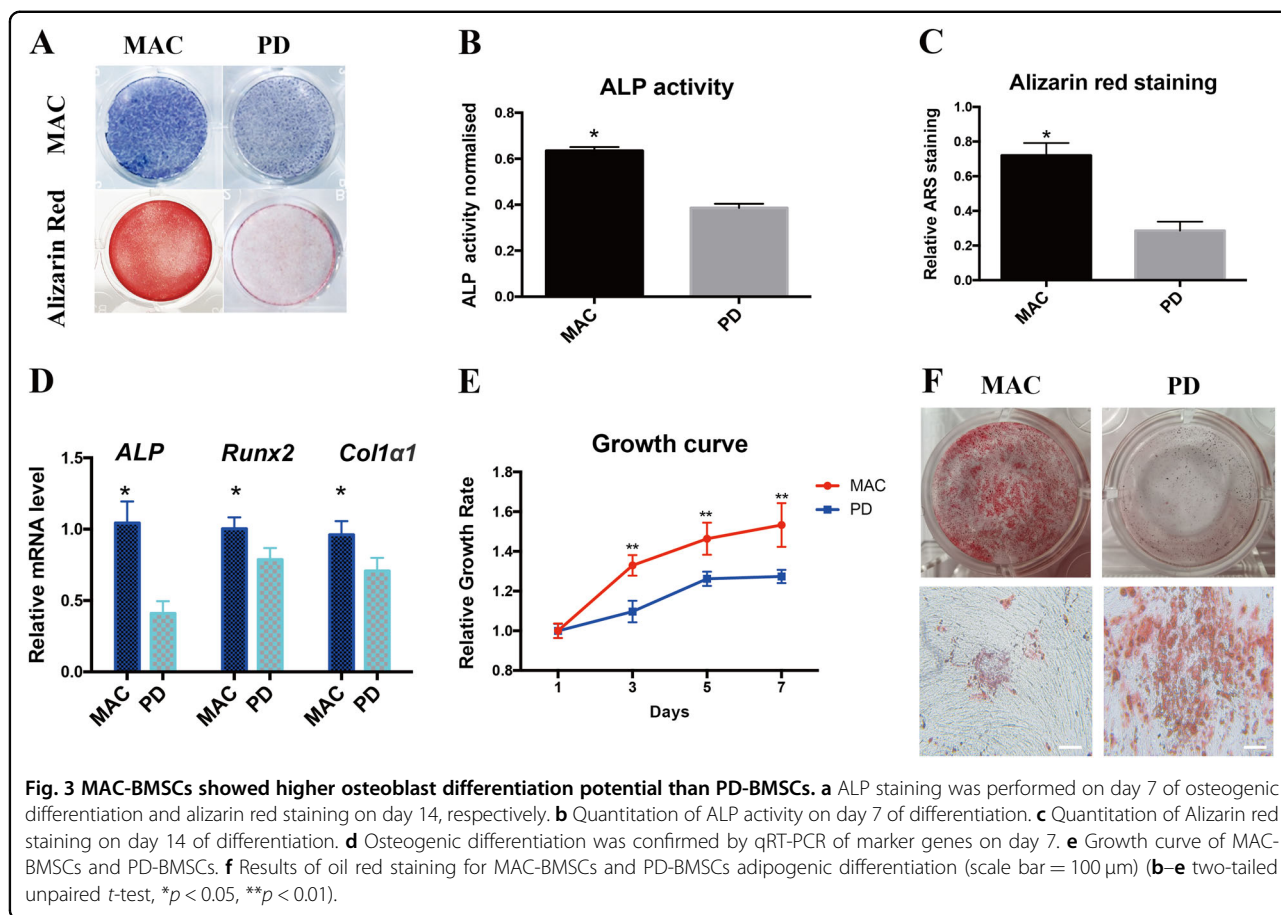 A
MAC PD
MAC
Alizarin Red
B
ALP activity
ALP activity normalised
0.8
0.6
0.4
0.2
0.0
*
MAC
PD
C
Alizarin red staining
Relative ARS staining
1.0
0.8
0.6
0.4
0.2
0.0
*
MAC
PD
D
ALP Runx2 Col1α1
Relative mRNA level
1.5
1.0
0.5
0.0
* * *
MAC PD MAC PD MAC PD
E
Growth curve
Relative Growth Rate
1.8
1.6
1.4
1.2
1.0
0.8
** ** **
MAC
PD
1 3 5 7
Days
F
MAC PD
Fig. 3 MAC-BMSCs showed higher osteoblast differentiation potential than PD-BMSCs. a ALP staining was performed on day 7 of osteogenic
differentiation and alizarin red staining on day 14, respectively. b Quantitation of ALP activity on day 7 of differentiation. c Quantitation of Alizarin red
staining on day 14 of differentiation. d Osteogenic differentiation was confirmed by qRT-PCR of marker genes on day 7. e Growth curve of MAC-
BMSCs and PD-BMSCs. f Results of oil red staining for MAC-BMSCs and PD-BMSCs adipogenic differentiation (scale bar = 100 μm) (b–e two-tailed
unpaired t-test, *p < 0.05, **p < 0.01).